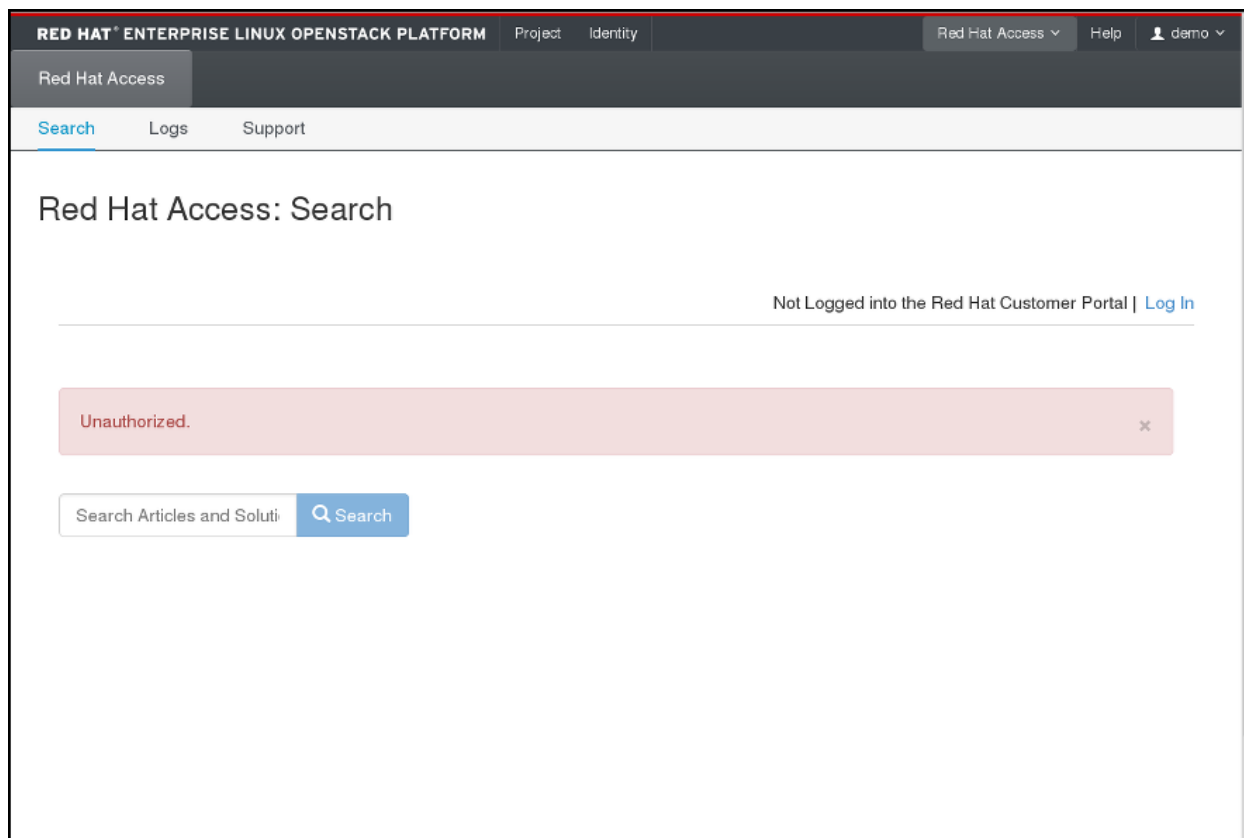 RED HAT® ENTERPRISE LINUX OPENSTACK PLATFORM Project Identity Red Hat Access Help demo
Red Hat Access
Search Logs Support
Red Hat Access: Search
Not Logged into the Red Hat Customer Portal | Log In
Unauthorized. ×
Search Articles and Soluti Search